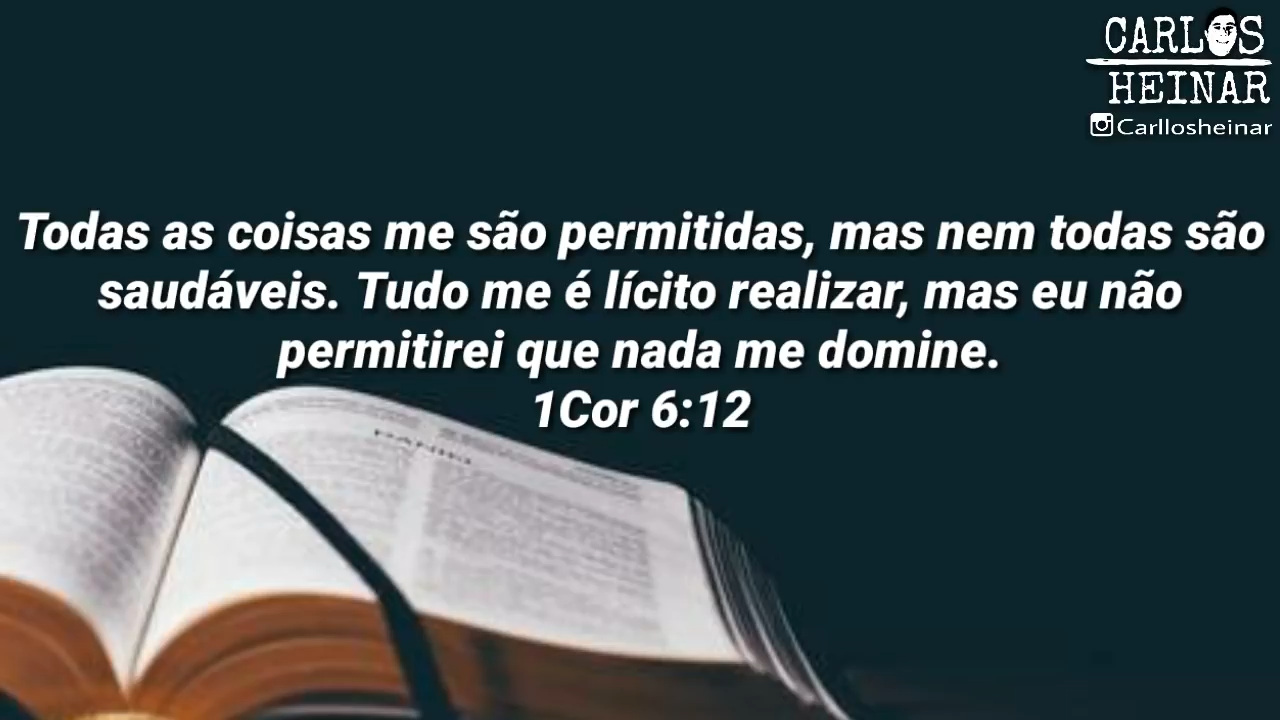 CARLOS
HEINAR
Carllosheinar
Todas as coisas me são permitidas, mas nem todas são
saudáveis. Tudo me é lícito realizar, mas eu não
permitirei que nada me domine.
1Cor 6:12
DANIEL